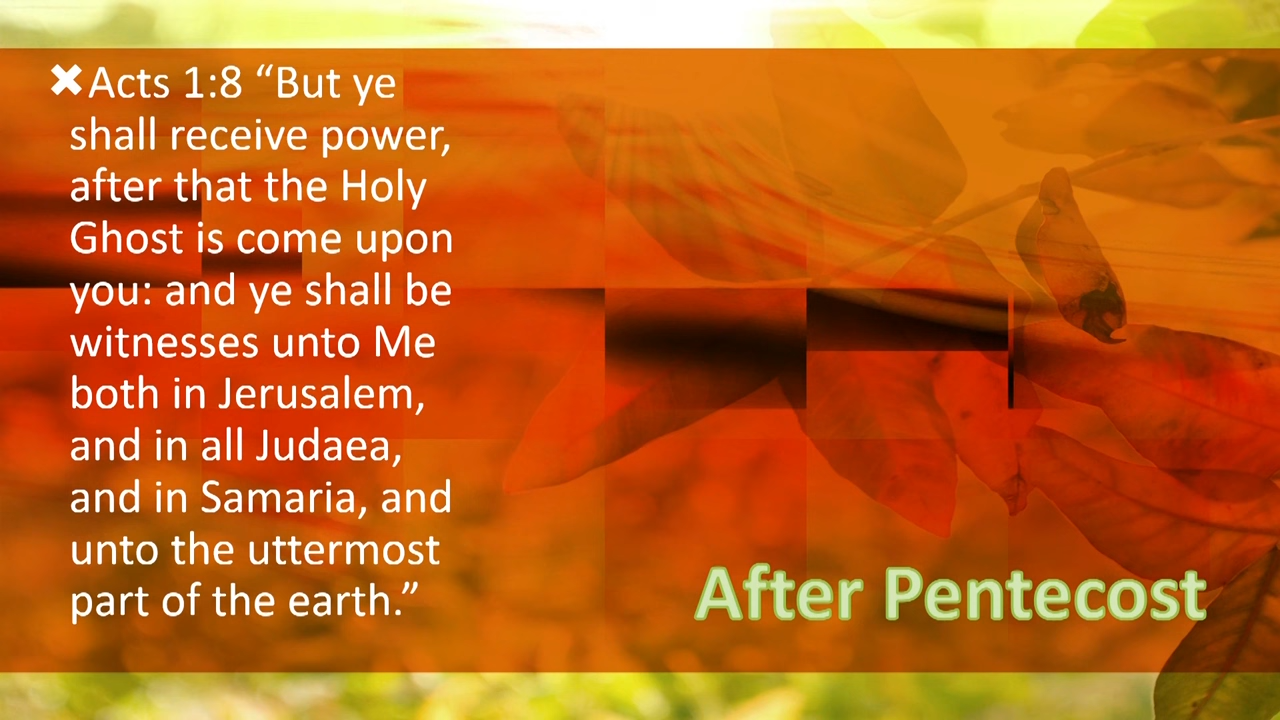 ✖Acts 1:8 “But ye
shall receive power,
after that the Holy
Ghost is come upon
you: and ye shall be
witnesses unto Me
both in Jerusalem,
and in all Judaea,
and in Samaria, and
unto the uttermost
part of the earth.”
After Pentecost